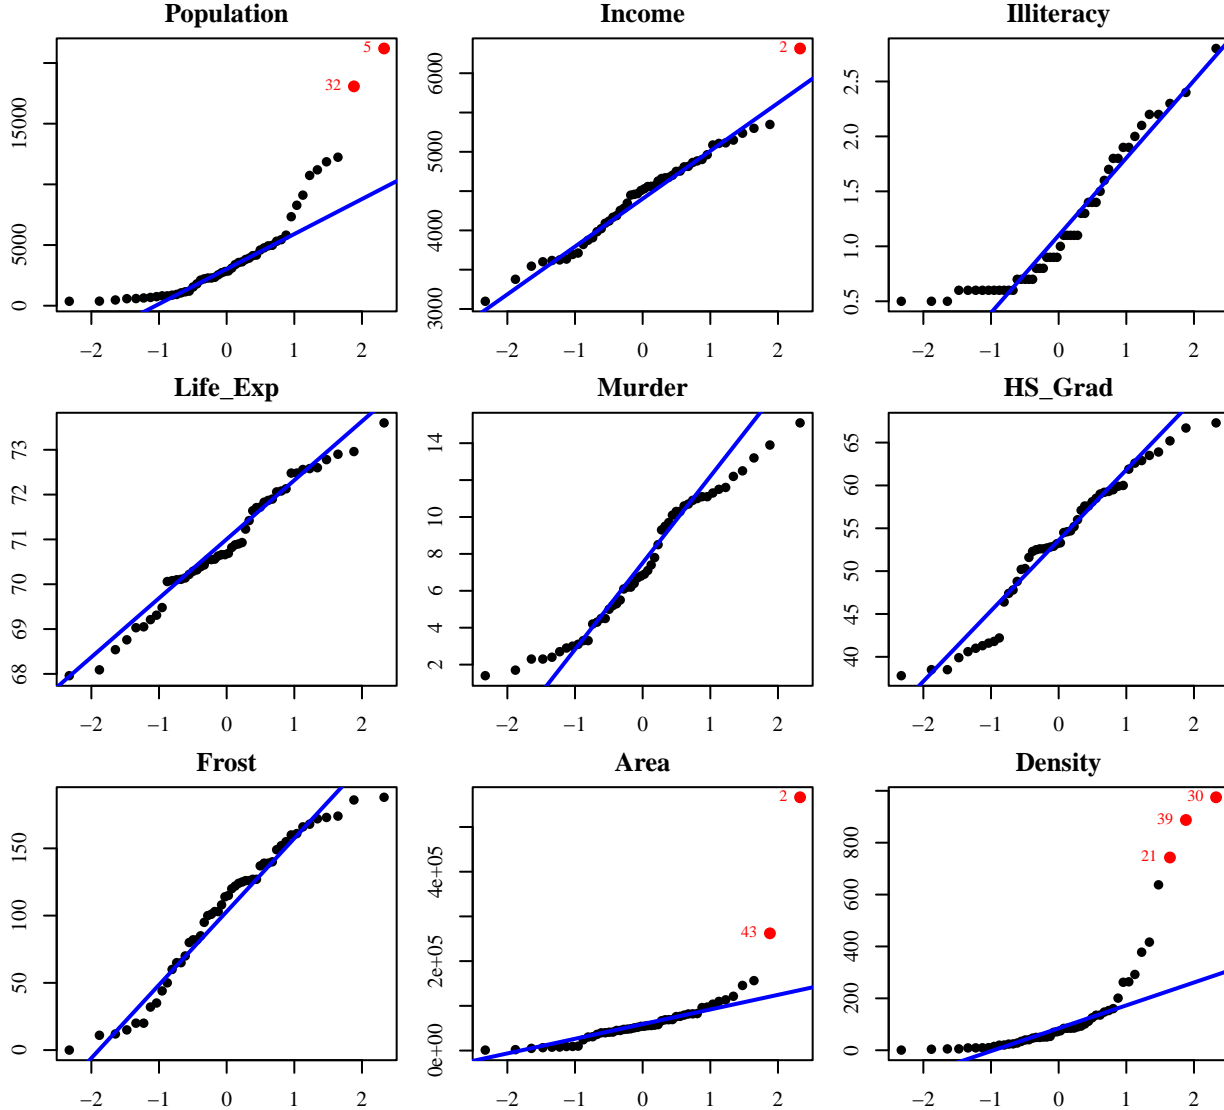 Population Income Illiteracy
5 2
32
0 5000 15000
3000 4000 5000 6000
0.5 1.0 1.5 2.0 2.5
−2 −1 0 1 2 −2 −1 0 1 2 −2 −1 0 1 2
Life_Exp Murder HS_Grad
68 69 70 71 72 73
2 4 6 8 10 12 14
40 45 50 55 60 65
−2 −1 0 1 2 −2 −1 0 1 2 −2 −1 0 1 2
Frost Area Density
2 30
39
21
43
0 50 100 150
0e+00 2e+05 4e+05
0 200 400 600 800
−2 −1 0 1 2 −2 −1 0 1 2 −2 −1 0 1 2